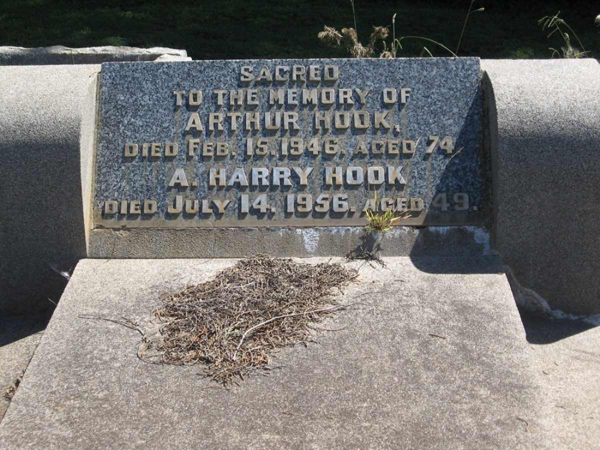 SACRED
TO THE MEMORY OF
ARTHUR HOOK,
DIED FEB. 15, 1946. AGED 74.
A. HARRY HOOK
DIED JULY 14, 1956. AGED 49.